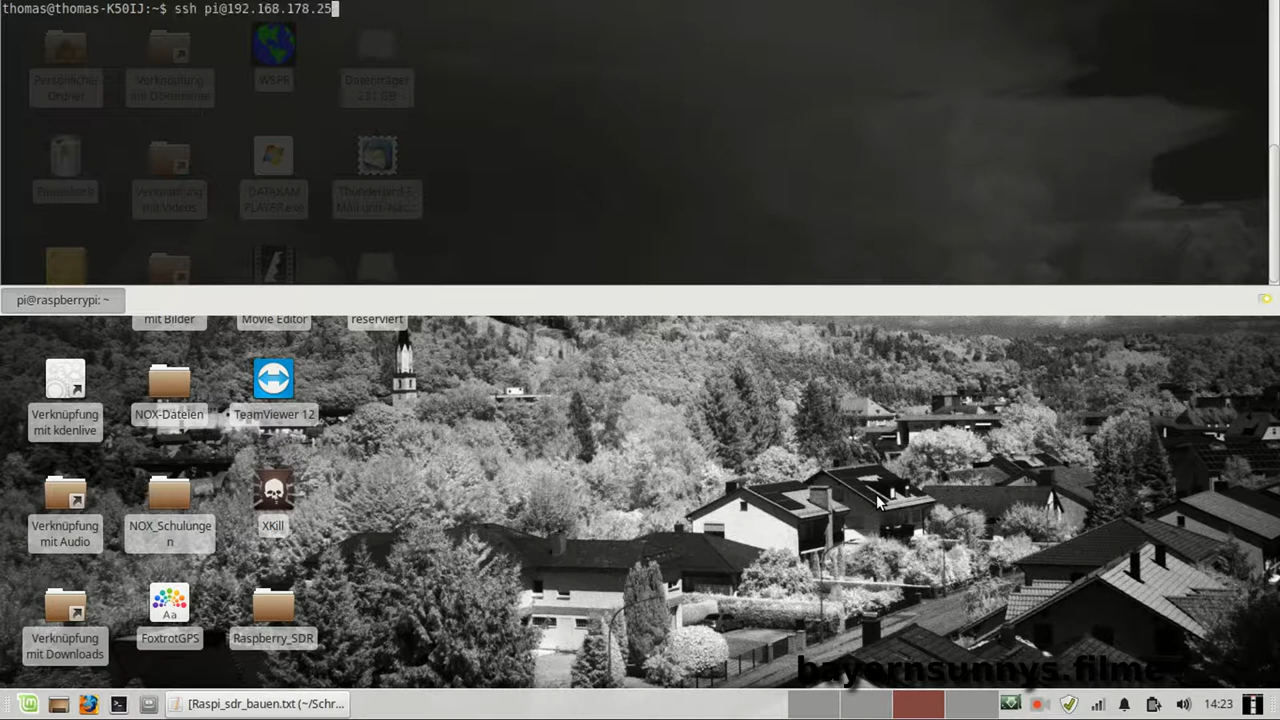 thomas@thomas-K50IJ:~$ ssh pi@192.168.178.25
Persönlicher
Ordner
Verknüpfung
mit Dokumente
WSPR
Datenträger
251 GB
Papierkorb
Verknüpfung
mit Videos
DATAKAM
PLAYER.exe
Thunderbird E-
Mail und -Nac...
pi@raspberrypi: ~
mit Bilder
Movie Editor
reserviert
Verknüpfung
mit kdenlive
NOX-Dateien
TeamViewer 12
Verknüpfung
mit Audio
NOX_Schulunge
n
XKill
Verknüpfung
mit Downloads
Aa
FoxtrotGPS
Raspberry_SDR
bayernsunnys.filme
[Raspi_sdr_bauen.txt (~/Schr...
14:23